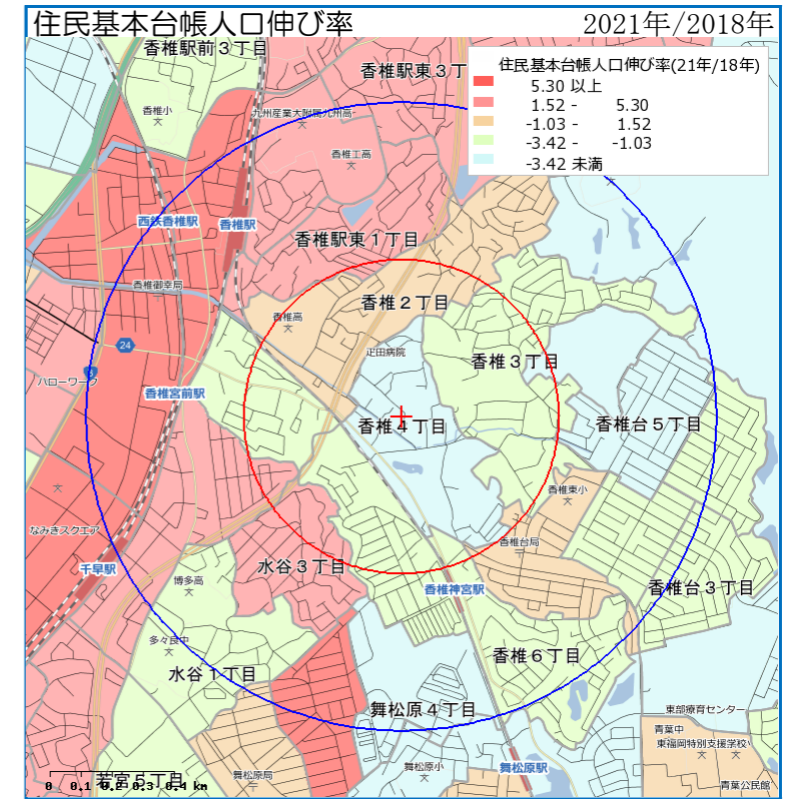 住民基本台帳人口伸び率
2021年/2018年
香椎駅前３丁目
香椎駅東３丁
住民基本台帳人口伸び率(21年/18年)
5.30 以上
1.52 - 5.30
-1.03 - 1.52
-3.42 - -1.03
-3.42 未満
香椎小
九州産業大附属九州高
香椎工高
西鉄香椎駅
香椎駅
香椎駅東１丁目
香椎御幸局
香椎２丁目
香椎高
24
疋田病院
香椎３丁目
ハローワーク
香椎宮前駅
香椎４丁目
香椎台５丁目
香椎東小
なみきスクエア
香椎台局
千早駅
水谷３丁目
博多高
香椎神宮駅
香椎台３丁目
多々良中
水谷１丁目
香椎６丁目
舞松原４丁目
東部療育センター
青葉中
東福岡特別支援学校
若宮５丁目
舞松原局
舞松原小
舞松原駅
青葉公民館
0 0.1 0.2 0.3 0.4 km